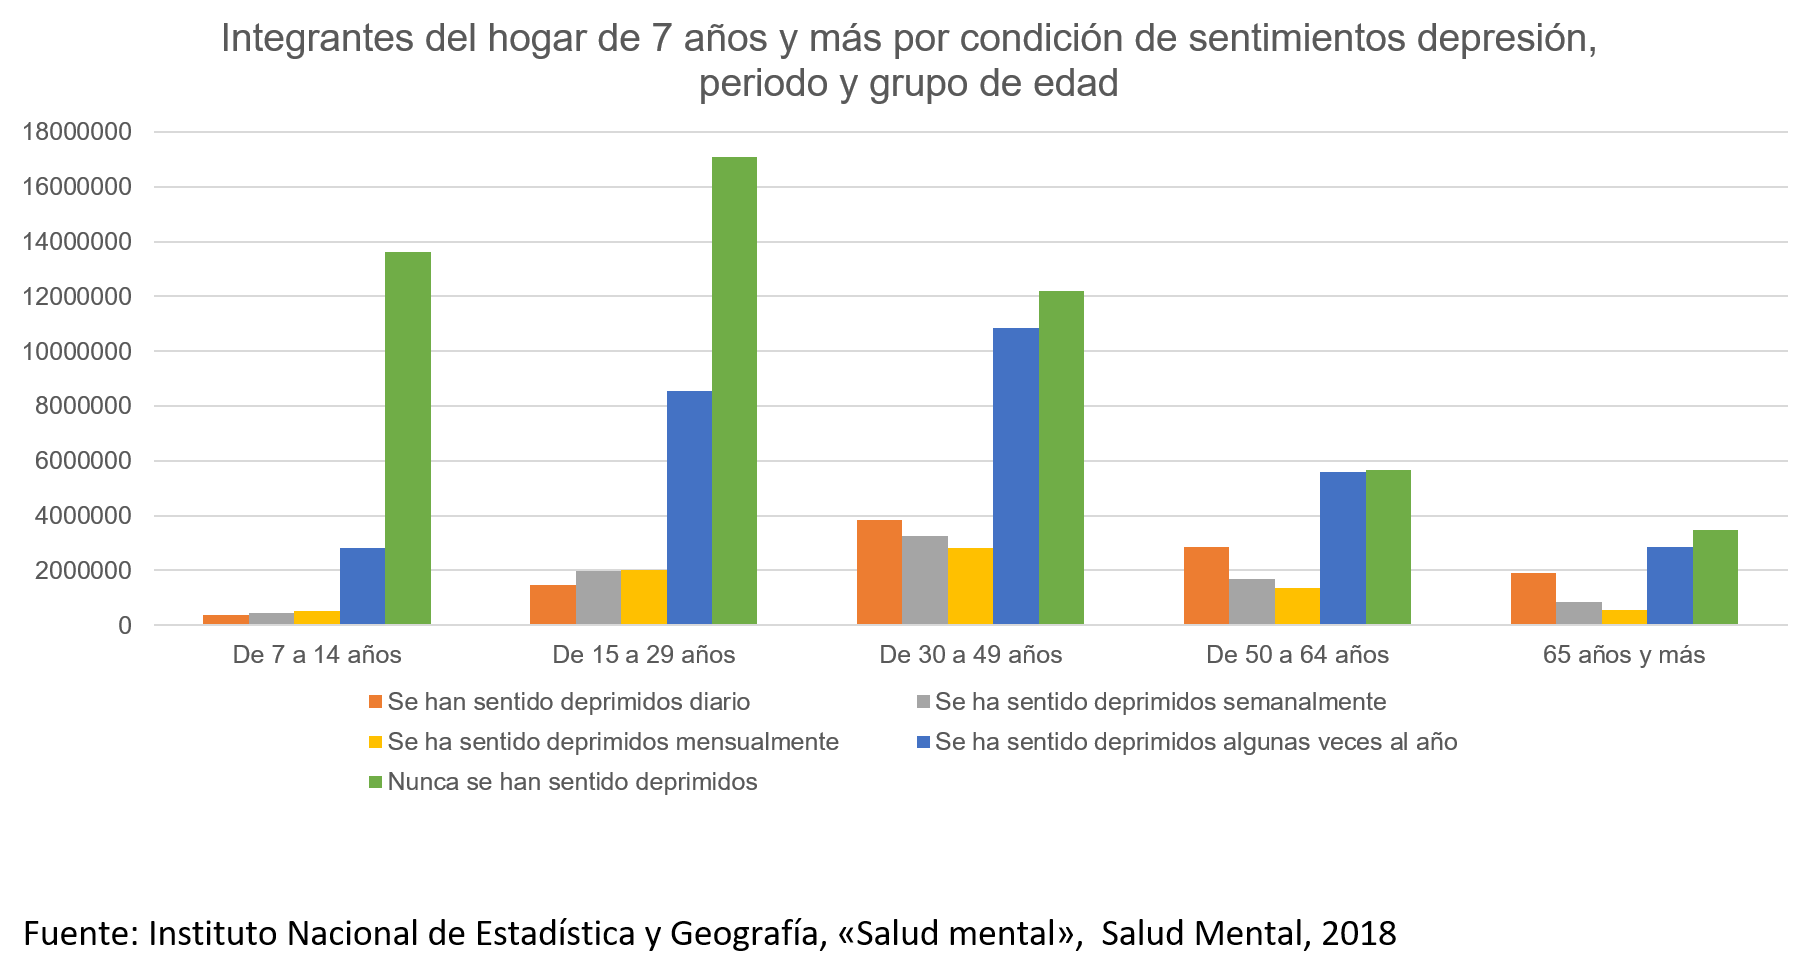 Integrantes del hogar de 7 años y más por condición de sentimientos depresión,
periodo y grupo de edad
18000000
16000000
14000000
12000000
10000000
8000000
6000000
4000000
2000000
0
De 7 a 14 años
De 15 a 29 años
De 30 a 49 años
De 50 a 64 años
65 años y más
Se han sentido deprimidos diario
Se ha sentido deprimidos semanalmente
Se ha sentido deprimidos mensualmente
Se ha sentido deprimidos algunas veces al año
Nunca se han sentido deprimidos
Fuente: Instituto Nacional de Estadística y Geografía, «Salud mental»,  Salud Mental, 2018